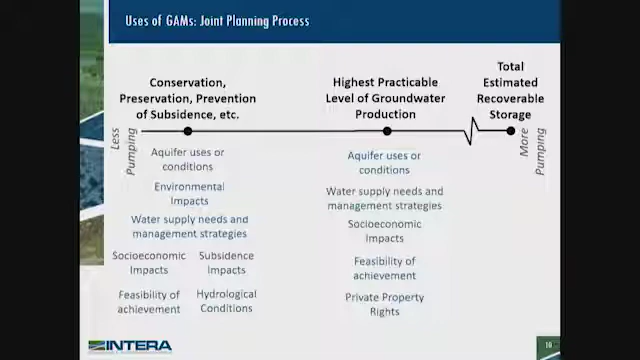 Uses of GAMs: Joint Planning Process
Conservation,
Preservation, Prevention
of Subsidence, etc.
Highest Practicable
Level of Groundwater
Production
Total
Estimated
Recoverable
Storage
Less
Pumping
More
Pumping
Aquifer uses or
conditions
Environmental
Impacts
Water supply needs and
management strategies
Socioeconomic
Impacts
Subsidence
Impacts
Feasibility of
achievement
Hydrological
Conditions
Aquifer uses or
conditions
Water supply needs and
management strategies
Socioeconomic
Impacts
Feasibility of
achievement
Private Property
Rights
INTERA